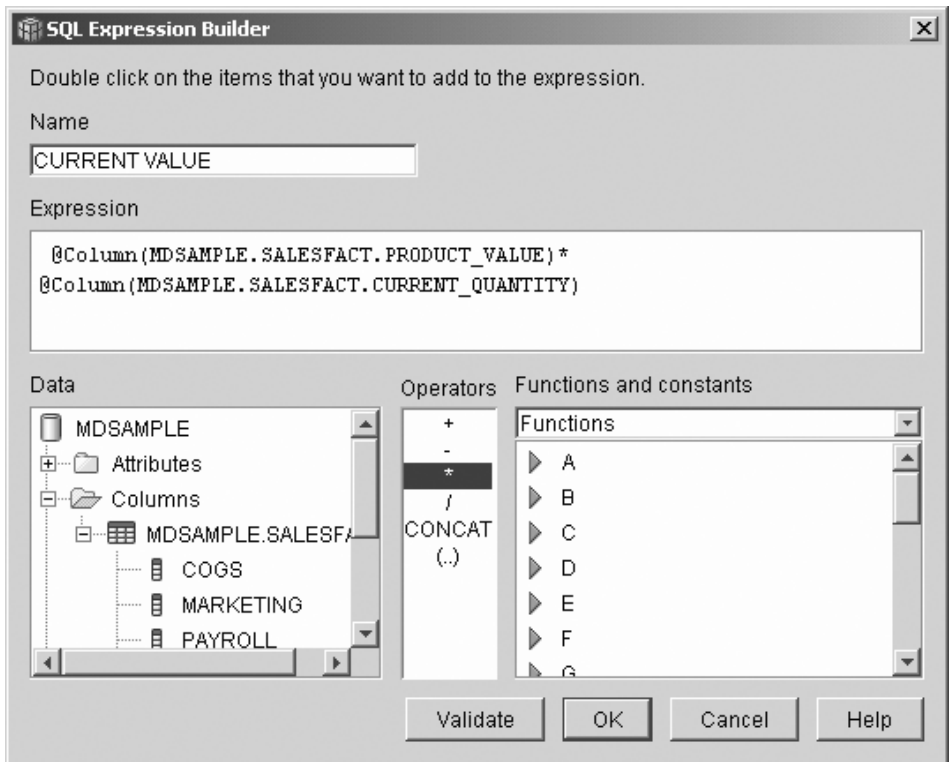 SQL Expression Builder
Double click on the items that you want to add to the expression.
Name
CURRENT VALUE
Expression
@Column(MDSAMPLE.SALESFACT.PRODUCT_VALUE)*
@Column(MDSAMPLE.SALESFACT.CURRENT_QUANTITY)
Data
MDSAMPLE
Attributes
Columns
MDSAMPLE.SALESFA
COGS
MARKETING
PAYROLL
Operators
+
-
*
/
CONCAT
(..)
Functions and constants
Functions
A
B
C
D
E
F
G
Validate
OK
Cancel
Help